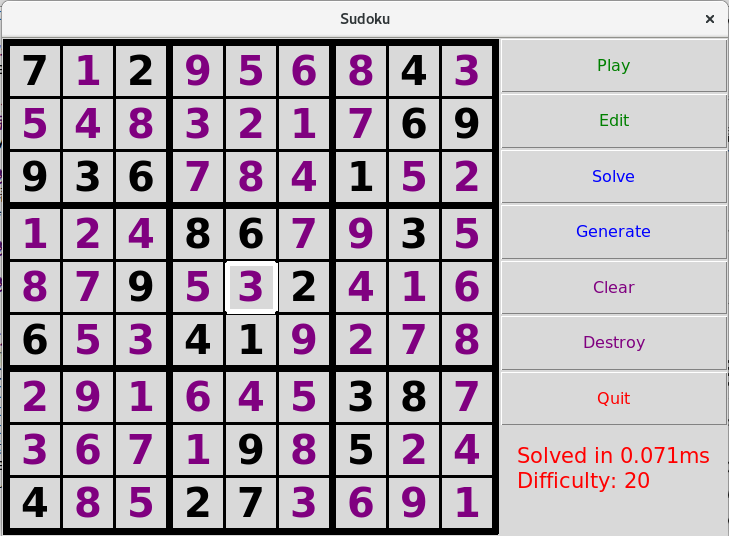 Sudoku ×
7 1 2 9 5 6 8 4 3
5 4 8 3 2 1 7 6 9
9 3 6 7 8 4 1 5 2
1 2 4 8 6 7 9 3 5
8 7 9 5 3 2 4 1 6
6 5 3 4 1 9 2 7 8
2 9 1 6 4 5 3 8 7
3 6 7 1 9 8 5 2 4
4 8 5 2 7 3 6 9 1
Play
Edit
Solve
Generate
Clear
Destroy
Quit
Solved in 0.071ms
Difficulty: 20